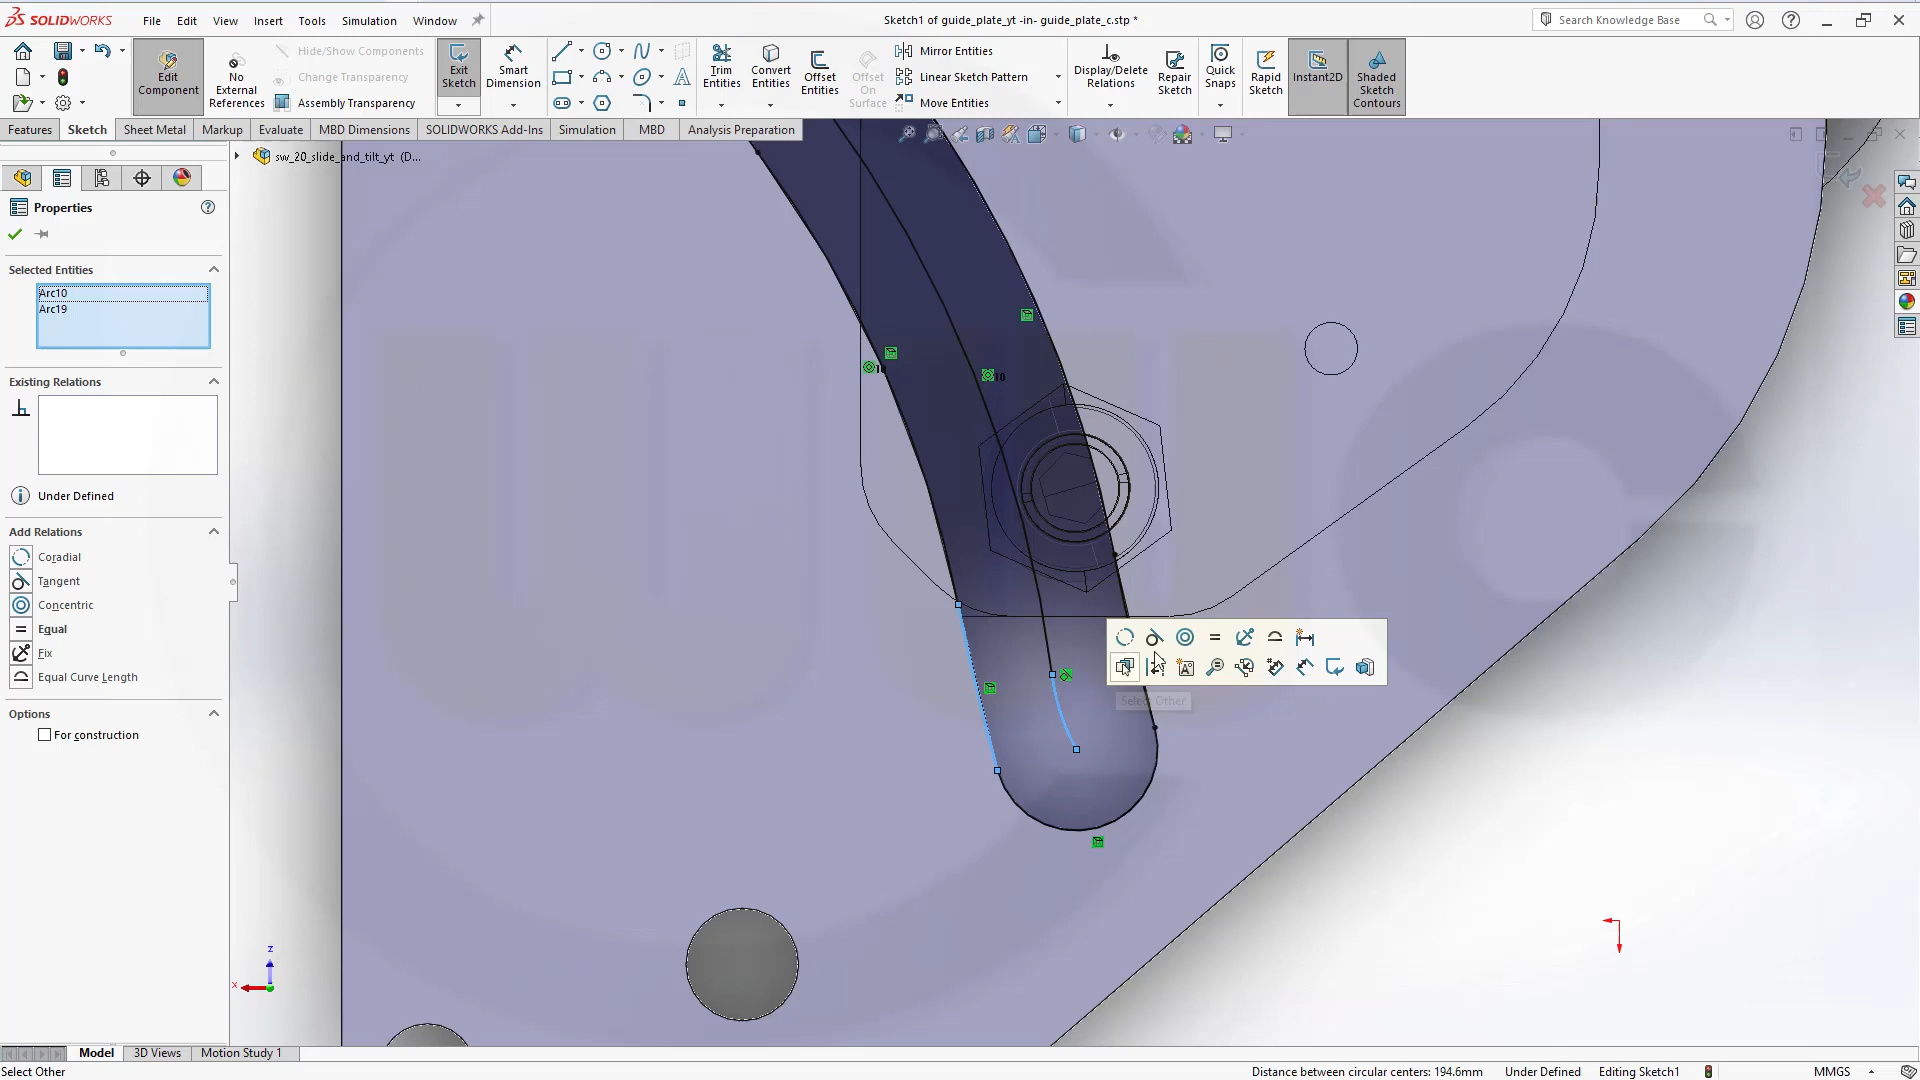 SOLIDWORKS
File Edit View Insert Tools Simulation Window
Sketch1 of guide_plate_yt -in- guide_plate_c.stp *
Search Knowledge Base
Edit Component
No External References
Hide/Show Components
Change Transparency
Assembly Transparency
Exit Sketch
Smart Dimension
Trim Entities
Convert Entities
Offset Entities
Offset On Surface
Mirror Entities
Linear Sketch Pattern
Move Entities
Display/Delete Relations
Repair Sketch
Quick Snaps
Rapid Sketch
Instant2D
Shaded Sketch Contours
Features Sketch Sheet Metal Markup Evaluate MBD Dimensions SOLIDWORKS Add-Ins Simulation MBD Analysis Preparation
sw_20_slide_and_tilt_yt (D...
Properties
Selected Entities
Arc10
Arc19
Existing Relations
Under Defined
Add Relations
Coradial
Tangent
Concentric
Equal
Fix
Equal Curve Length
Options
For construction
10
Select Other
z
x
Model 3D Views Motion Study 1
Select Other
Distance between circular centers: 194.6mm Under Defined Editing Sketch1 MMGS